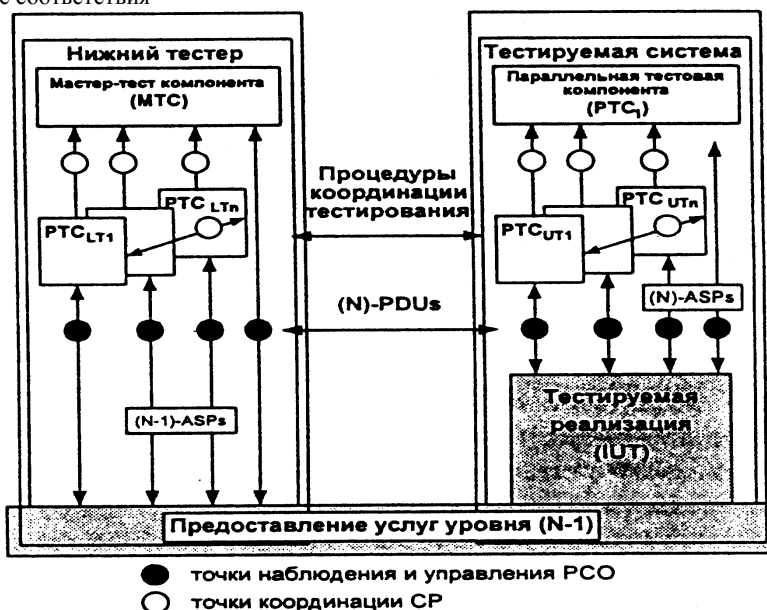 с соответствия
Нижний тестер
Мастер-тест компонента
(MTC)
PTC LTn
PTC LT1
(N-1)-ASPs
Процедуры
координации
тестирования
(N)-PDUs
Тестируемая система
Параллельная тестовая
компонента
(PTC1)
PTC UTn
PTC UT1
(N)-ASPs
Тестируемая
реализация
(IUT)
Предоставление услуг уровня (N-1)
точки наблюдения и управления PCO
точки координации CP